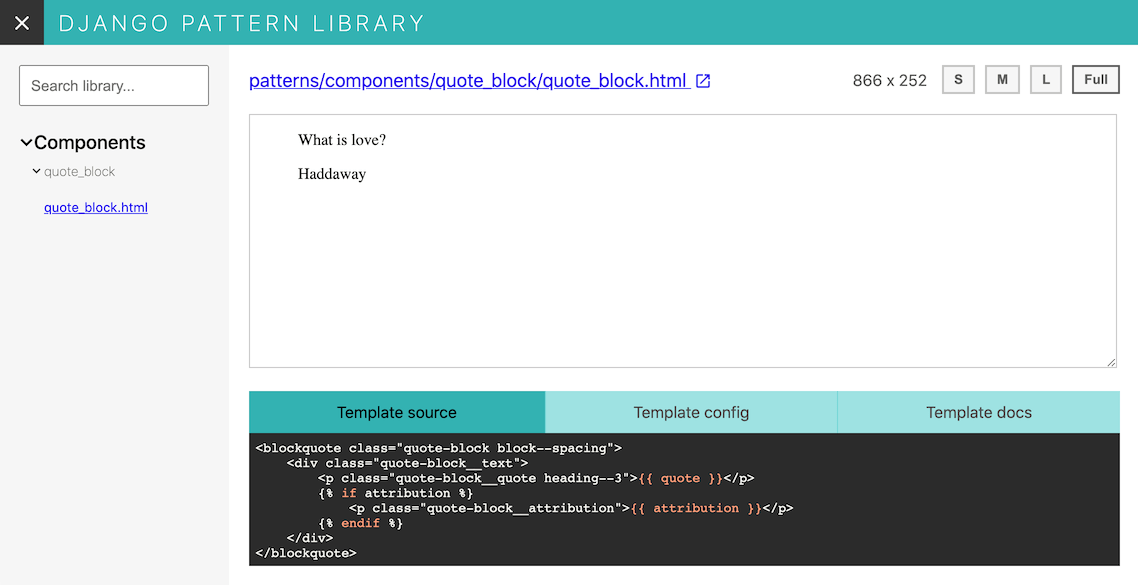 DJANGO PATTERN LIBRARY
Search library...
Components
quote_block
quote_block.html
patterns/components/quote_block/quote_block.html
866 x 252
S
M
L
Full
What is love?
Haddaway
Template source
Template config
Template docs
<blockquote class="quote-block block--spacing">
    <div class="quote-block__text">
        <p class="quote-block__quote heading--3">{{ quote }}</p>
        {% if attribution %}
            <p class="quote-block__attribution">{{ attribution }}</p>
        {% endif %}
    </div>
</blockquote>